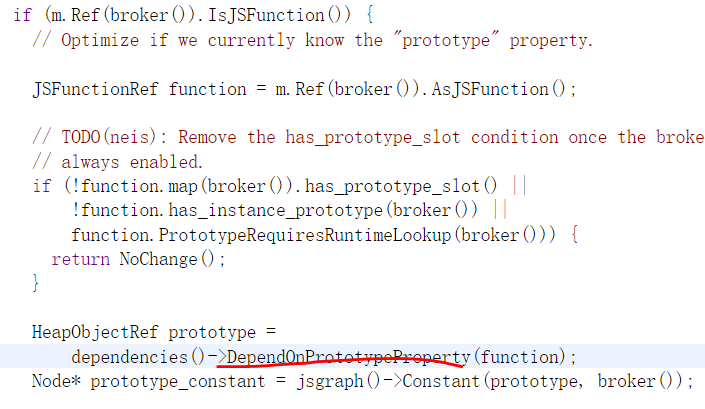 if (m.Ref(broker()).IsJSFunction()) {
// Optimize if we currently know the "prototype" property.
JSFunctionRef function = m.Ref(broker()).AsJSFunction();
// TODO(neis): Remove the has_prototype_slot condition once the broke
// always enabled.
if (!function.map(broker()).has_prototype_slot() ||
!function.has_instance_prototype(broker()) ||
function.PrototypeRequiresRuntimeLookup(broker())) {
return NoChange();
}
HeapObjectRef prototype =
dependencies()->DependOnPrototypeProperty(function);
Node* prototype_constant = jsgraph()->Constant(prototype, broker());